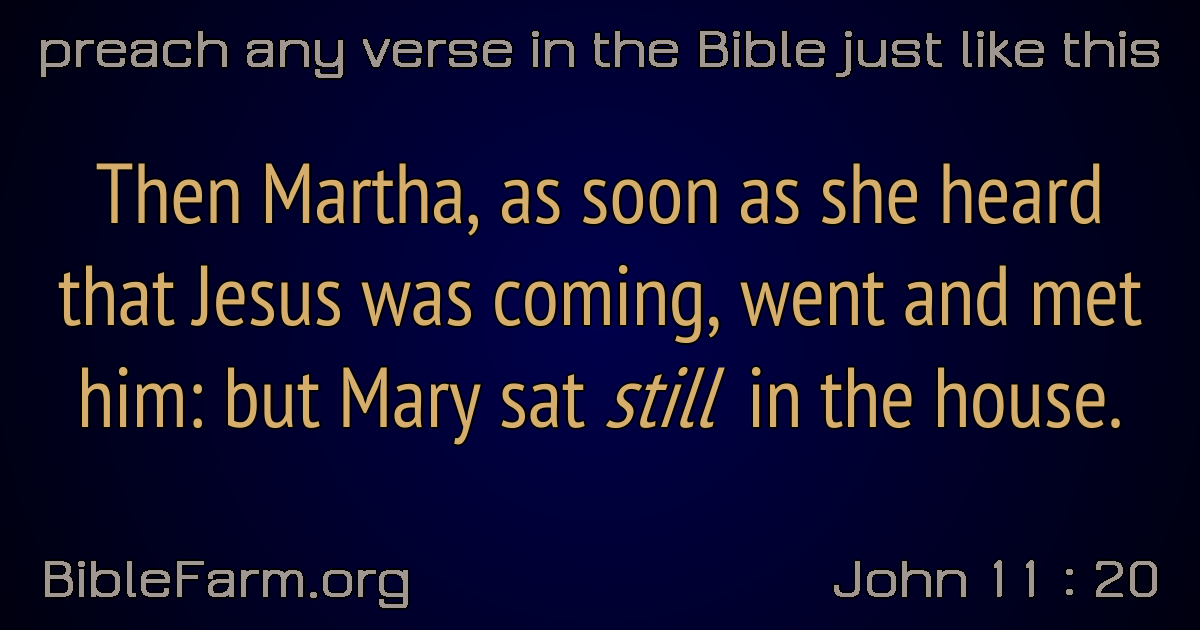 preach any verse in the Bible just like this
Then Martha, as soon as she heard
that Jesus was coming, went and met
him: but Mary sat still in the house.
BibleFarm.org
John 11 : 20